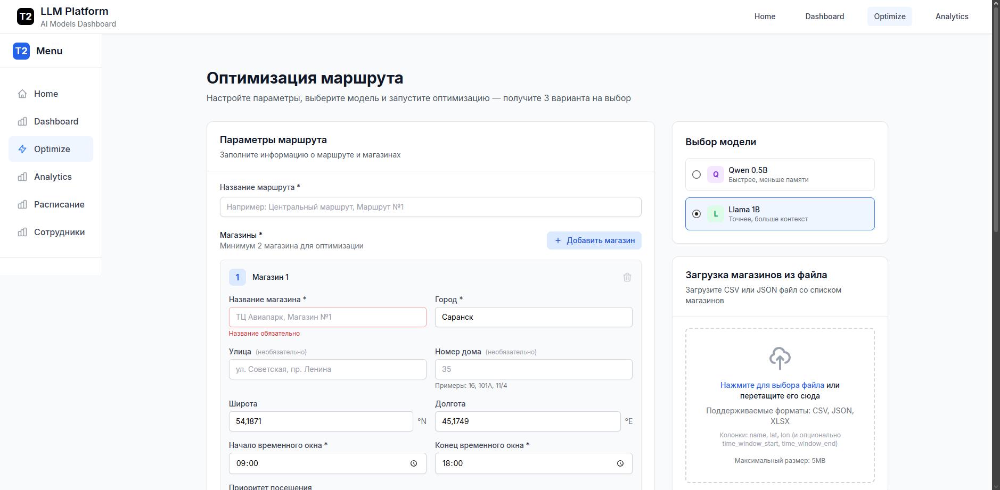 T2
LLM Platform
AI Models Dashboard
Home
Dashboard
Optimize
Analytics
T2
Menu
Home
Dashboard
Optimize
Analytics
Расписание
Сотрудники
Оптимизация маршрута
Настройте параметры, выберите модель и запустите оптимизацию — получите 3 варианта на выбор
Параметры маршрута
Заполните информацию о маршруте и магазинах
Название маршрута *
Например: Центральный маршрут, Маршрут №1
Магазины *
Минимум 2 магазина для оптимизации
+ Добавить магазин
1
Магазин 1
Название магазина *
ТЦ Авиапарк, Магазин №1
Название обязательно
Город *
Саранск
Улица (необязательно)
ул. Советская, пр. Ленина
Номер дома (необязательно)
35
Примеры: 16, 101А, 11/4
Широта
54,1871
°N
Долгота
45,1749
°E
Начало временного окна *
09:00
Конец временного окна *
18:00
Приоритет посещения
Выбор модели
Q
Qwen 0.5B
Быстрее, меньше памяти
L
Llama 1B
Точнее, больше контекст
Загрузка магазинов из файла
Загрузите CSV или JSON файл со списком
магазинов
Нажмите для выбора файла или
перетащите его сюда
Поддерживаемые форматы: CSV, JSON,
XLSX
Колонки: name, lat, lon (и опционально
time_window_start, time_window_end)
Максимальный размер: 5MB